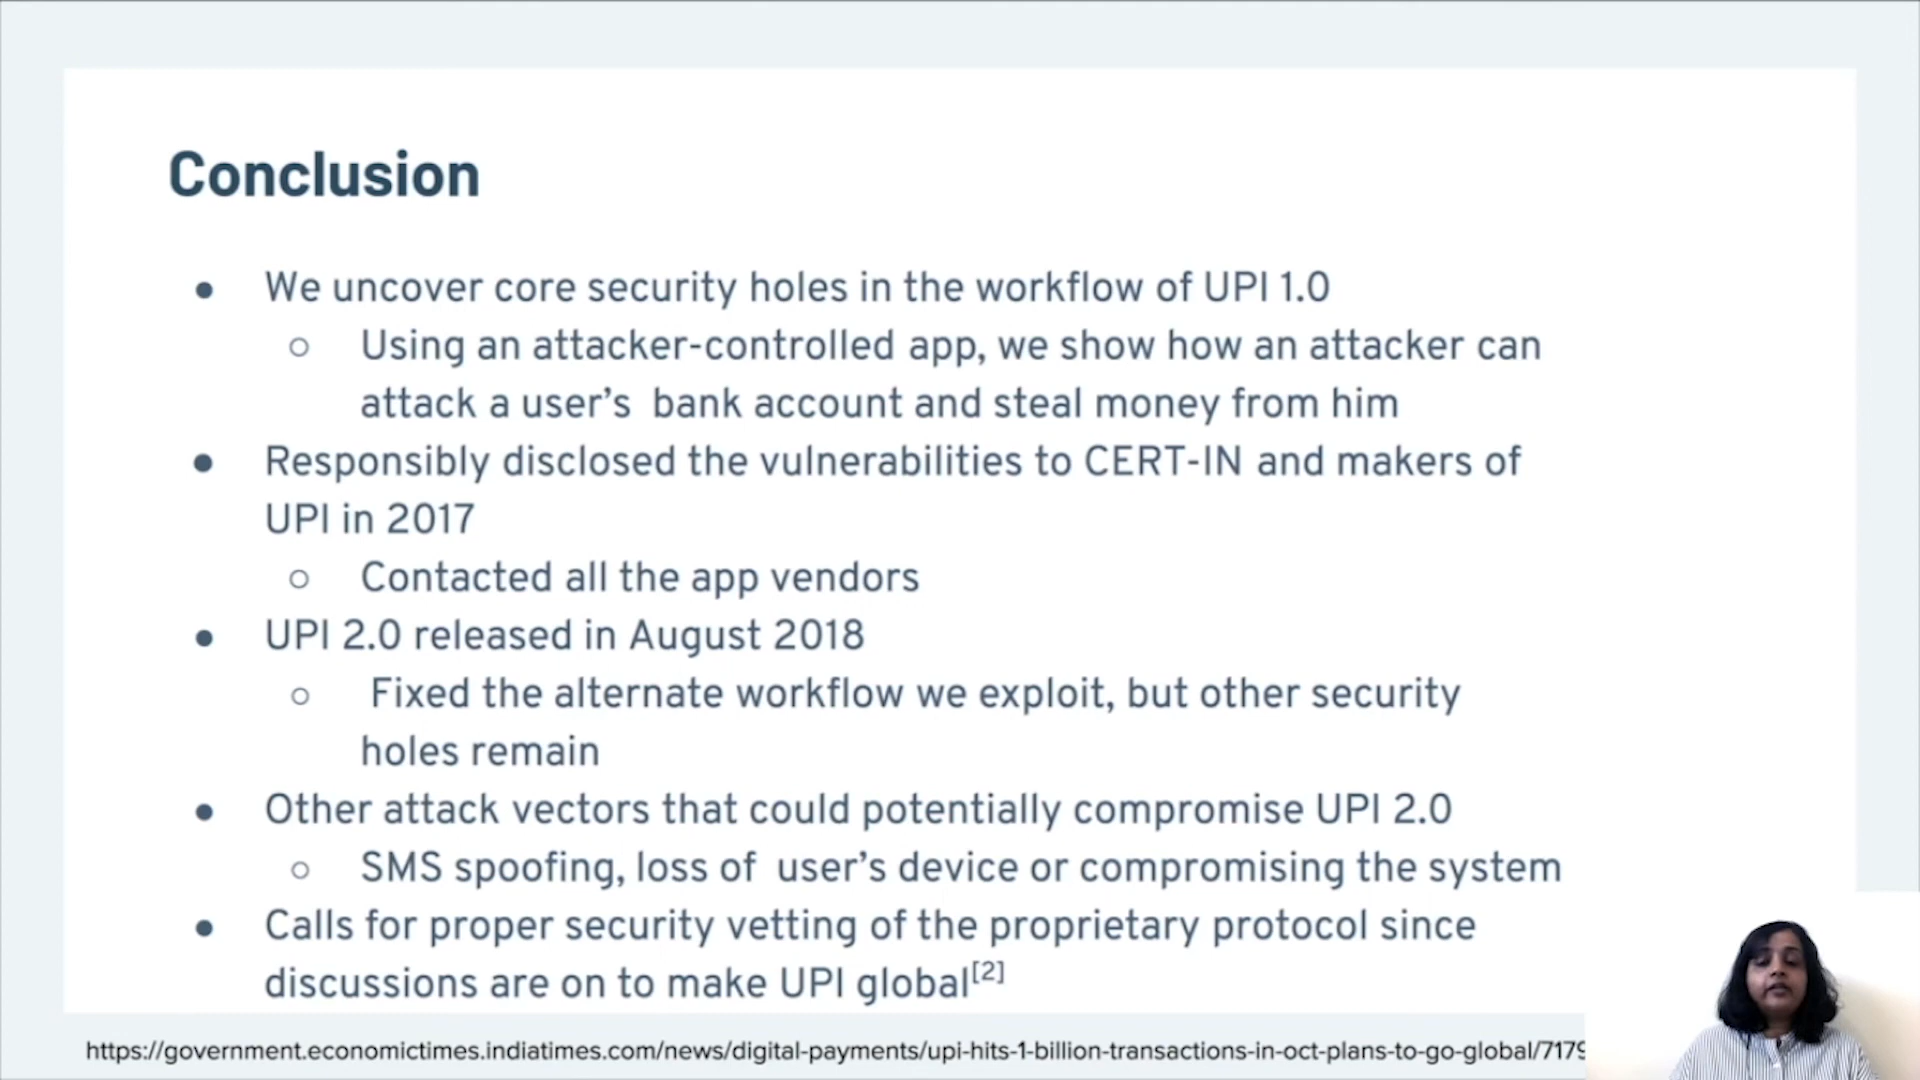 Conclusion
● We uncover core security holes in the workflow of UPI 1.0
○ Using an attacker-controlled app, we show how an attacker can
attack a user’s bank account and steal money from him
● Responsibly disclosed the vulnerabilities to CERT-IN and makers of
UPI in 2017
○ Contacted all the app vendors
● UPI 2.0 released in August 2018
○ Fixed the alternate workflow we exploit, but other security
holes remain
● Other attack vectors that could potentially compromise UPI 2.0
○ SMS spoofing, loss of user’s device or compromising the system
● Calls for proper security vetting of the proprietary protocol since
discussions are on to make UPI global[2]
https://government.economictimes.indiatimes.com/news/digital-payments/upi-hits-1-billion-transactions-in-oct-plans-to-go-global/7179